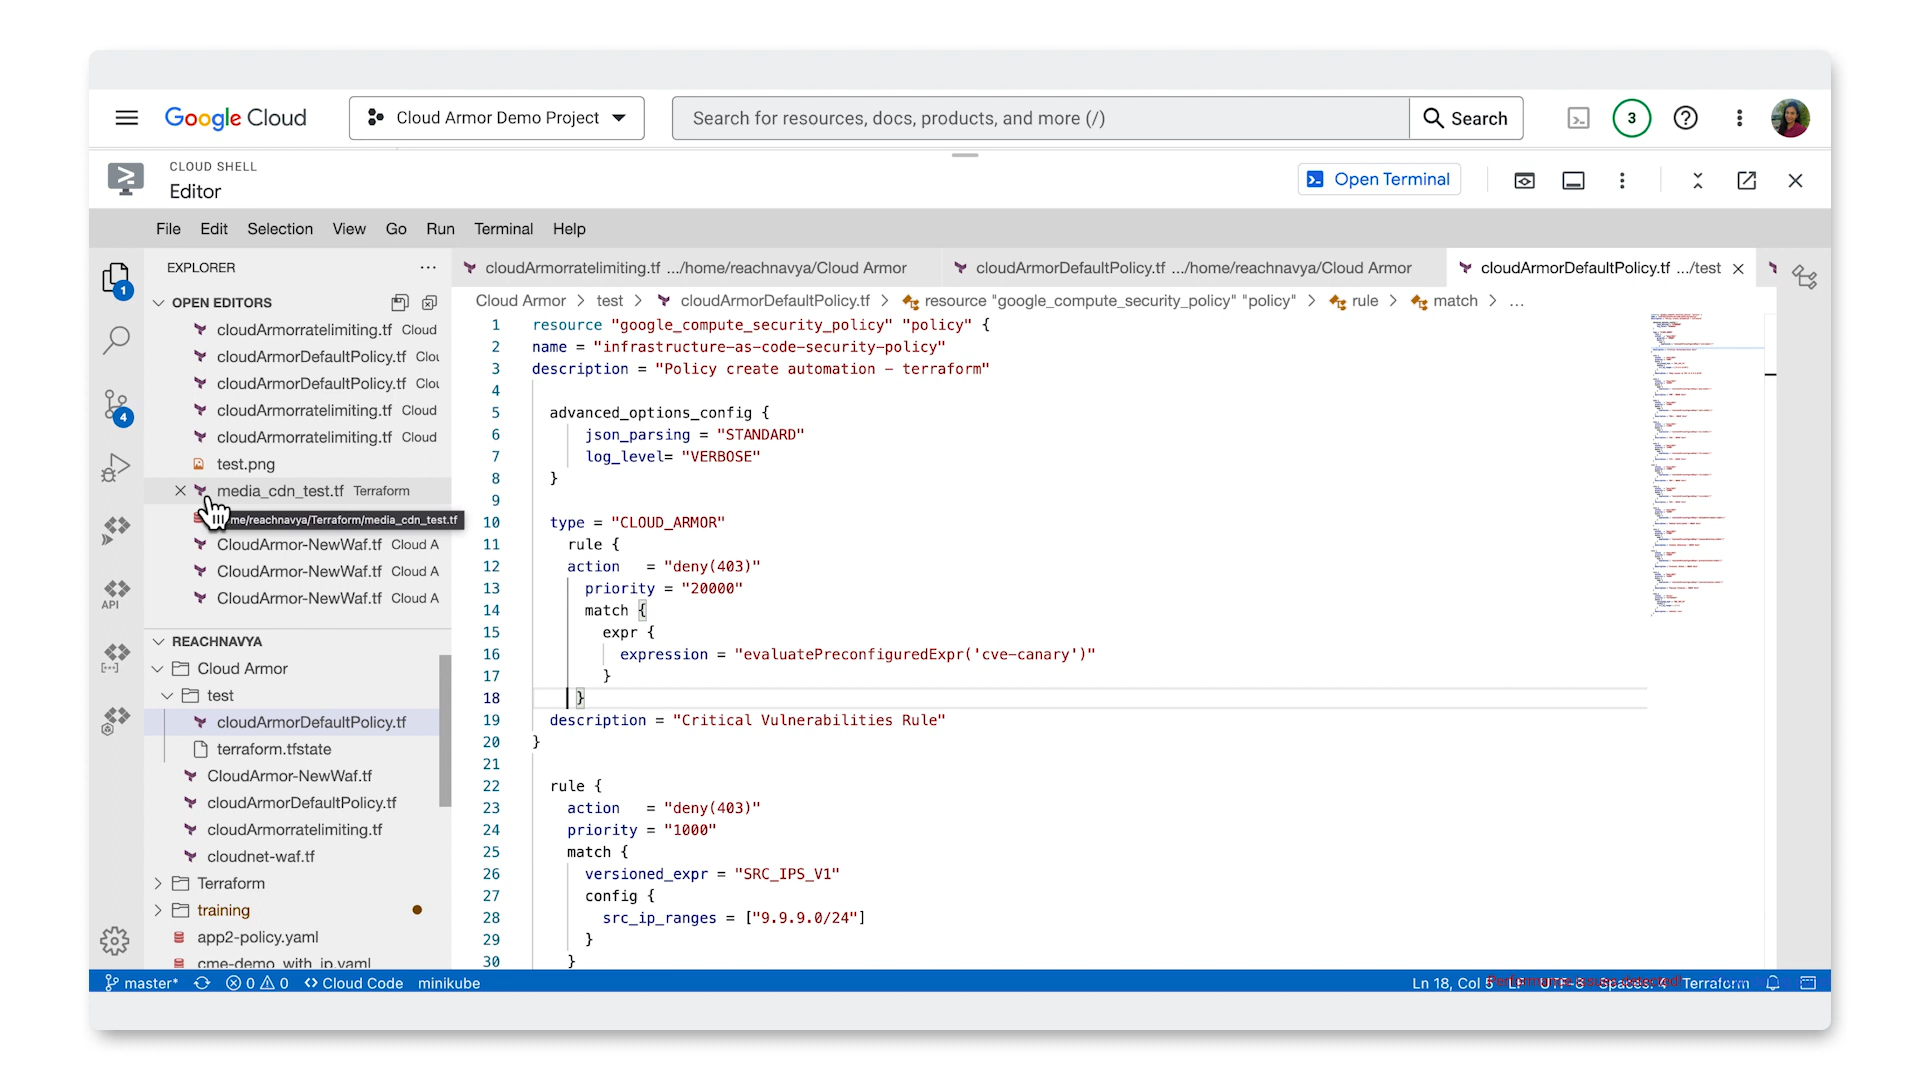 Google Cloud
Cloud Armor Demo Project
Search for resources, docs, products, and more (/)
Search
3
CLOUD SHELL
Editor
Open Terminal
File Edit Selection View Go Run Terminal Help
EXPLORER
1
4
API
OPEN EDITORS
cloudArmorratelimiting.tf Cloud
cloudArmorDefaultPolicy.tf Clou
cloudArmorDefaultPolicy.tf Clou
cloudArmorratelimiting.tf Cloud
cloudArmorratelimiting.tf Cloud
test.png
media_cdn_test.tf Terraform
me/reachnavya/Terraform/media_cdn_test.tf
CloudArmor-NewWaf.tf Cloud A
CloudArmor-NewWaf.tf Cloud A
CloudArmor-NewWaf.tf Cloud A
REACHNAVYA
Cloud Armor
test
cloudArmorDefaultPolicy.tf
terraform.tfstate
CloudArmor-NewWaf.tf
cloudArmorDefaultPolicy.tf
cloudArmorratelimiting.tf
cloudnet-waf.tf
Terraform
training
app2-policy.yaml
cme-demo_with_ip.yaml
cloudArmorratelimiting.tf .../home/reachnavya/Cloud Armor
cloudArmorDefaultPolicy.tf .../home/reachnavya/Cloud Armor
cloudArmorDefaultPolicy.tf .../test
Cloud Armor > test > cloudArmorDefaultPolicy.tf > resource "google_compute_security_policy" "policy" > rule > match > ...
1 resource "google_compute_security_policy" "policy" {
2 name = "infrastructure-as-code-security-policy"
3 description = "Policy create automation - terraform"
4
5 advanced_options_config {
6 json_parsing = "STANDARD"
7 log_level= "VERBOSE"
8 }
9
10 type = "CLOUD_ARMOR"
11 rule {
12 action = "deny(403)"
13 priority = "20000"
14 match {
15 expr {
16 expression = "evaluatePreconfiguredExpr('cve-canary')"
17 }
18 }
19 description = "Critical Vulnerabilities Rule"
20 }
21
22 rule {
23 action = "deny(403)"
24 priority = "1000"
25 match {
26 versioned_expr = "SRC_IPS_V1"
27 config {
28 src_ip_ranges = ["9.9.9.0/24"]
29 }
30 }
master* 0 0 Cloud Code minikube
Ln 18, Col 5 LF UTF-8 Spaces: 4 Terraform